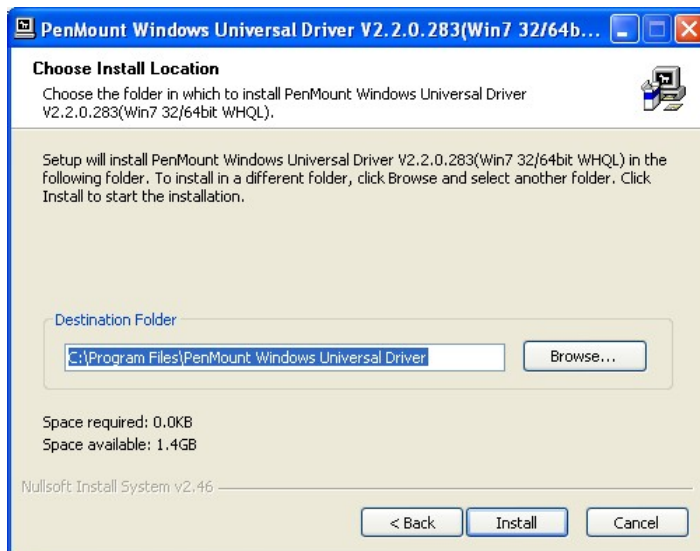 PenMount Windows Universal Driver V2.2.0.283(Win7 32/64b...
Choose Install Location
Choose the folder in which to install PenMount Windows Universal Driver
V2.2.0.283(Win7 32/64bit WHQL).
Setup will install PenMount Windows Universal Driver V2.2.0.283(Win7 32/64bit WHQL) in the
following folder. To install in a different folder, click Browse and select another folder. Click
Install to start the installation.
Destination Folder
C:\Program Files\PenMount Windows Universal Driver
Browse...
Space required: 0.0KB
Space available: 1.4GB
Nullsoft Install System v2.46
< Back
Install
Cancel